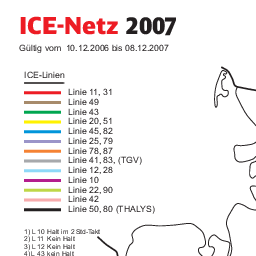 ICE-Netz 2007
Gültig vom 10.12.2006 bis 08.12.2007
ICE-Linien
Linie 11, 31
Linie 49
Linie 43
Linie 20, 51
Linie 45, 82
Linie 25, 79
Linie 78, 87
Linie 41, 83, (TGV)
Linie 12, 28
Linie 10
Linie 22, 90
Linie 42
Linie 50, 80 (THALYS)
1) L 10 Halt im 2 Std-Takt
2) L 11 Kein Halt
3) L 12 Kein Halt
4) L 43 kein Halt